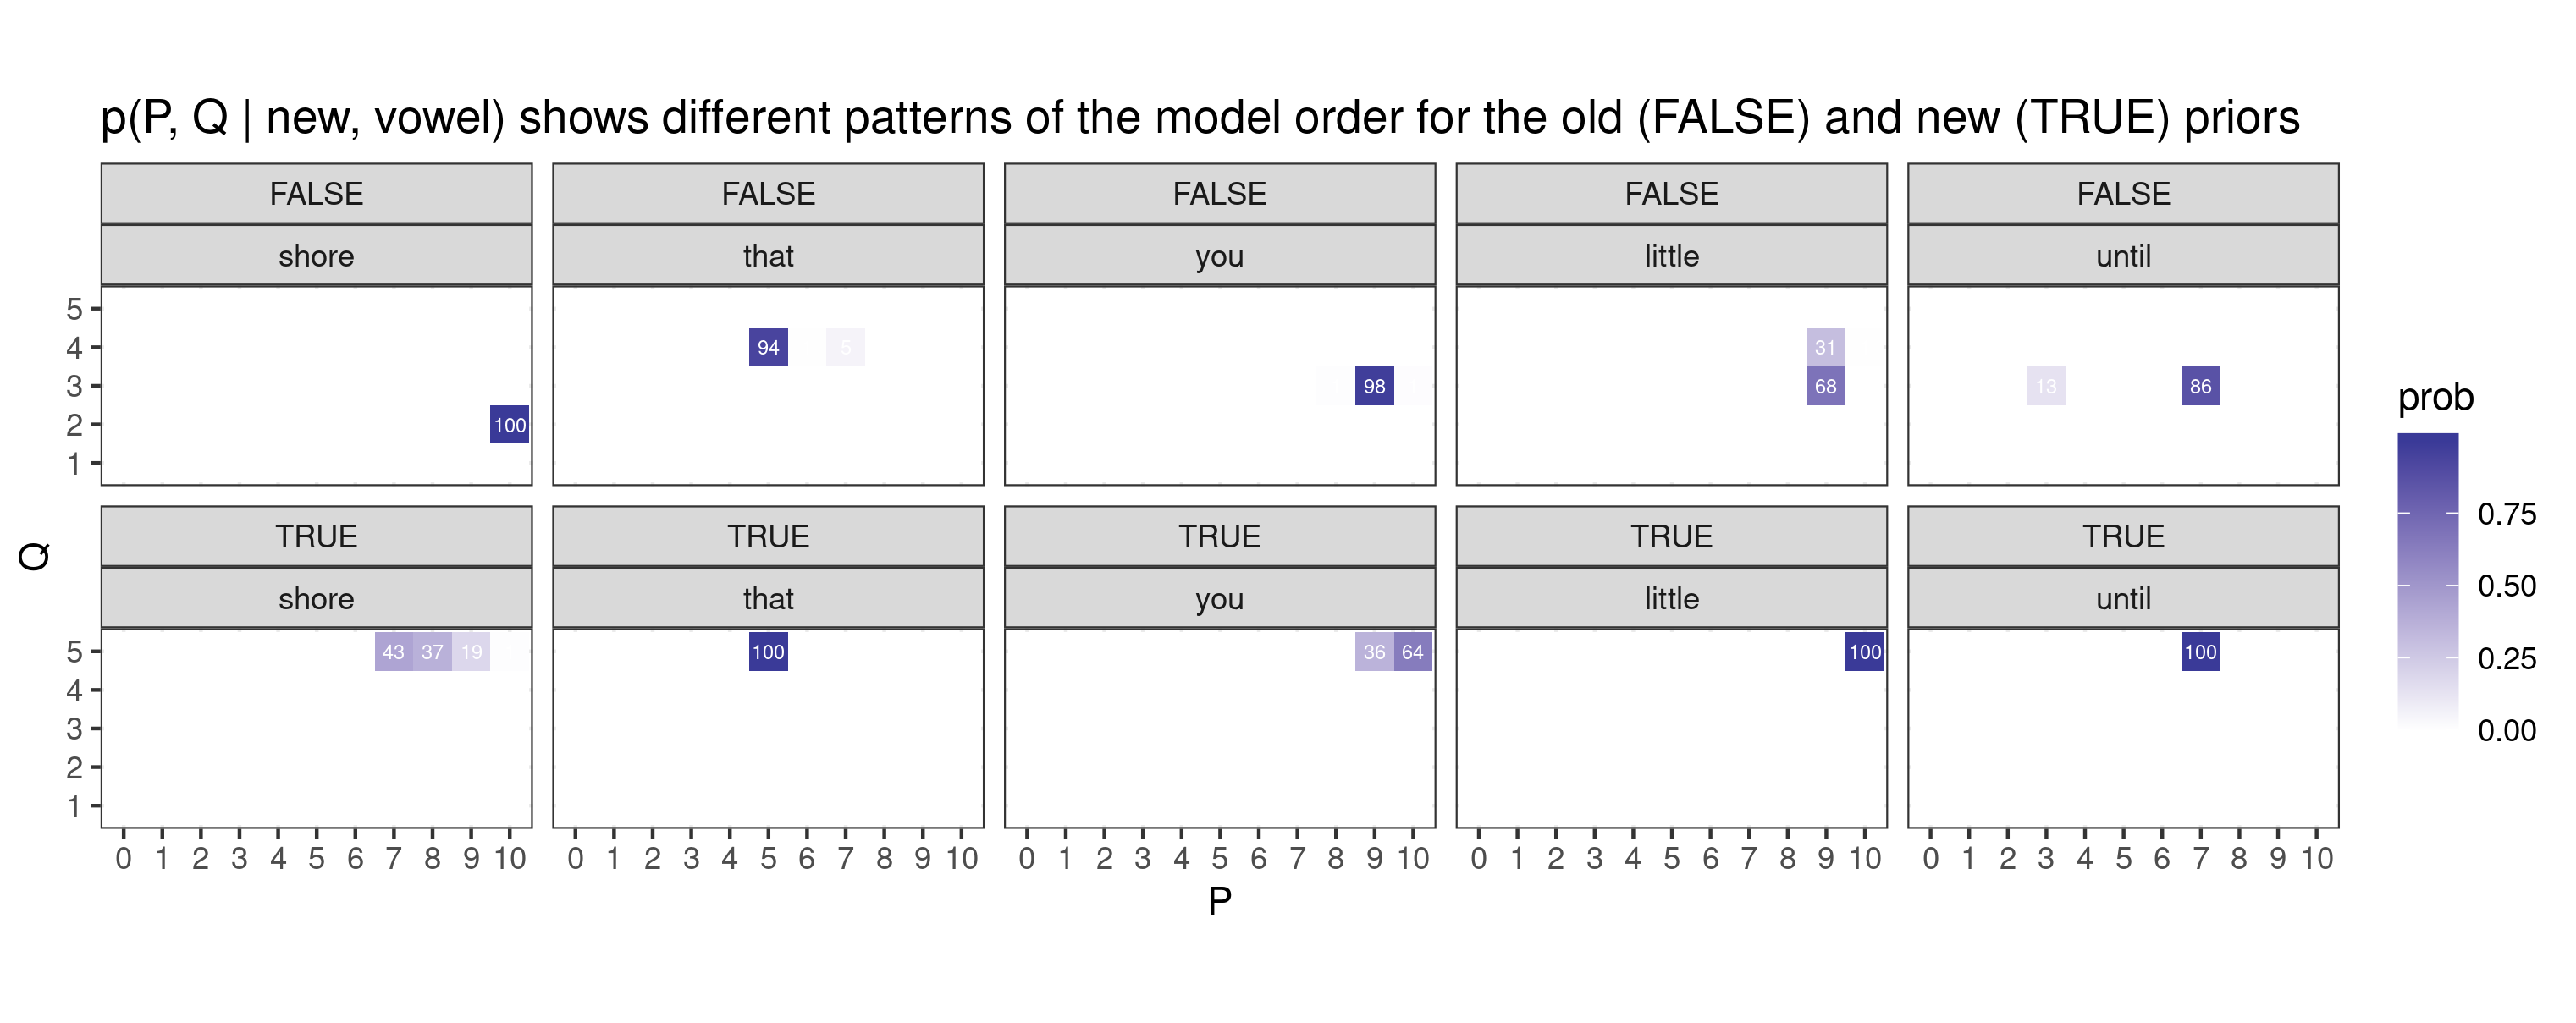 p(P, Q | new, vowel) shows different patterns of the model order for the old (FALSE) and new (TRUE) priors
FALSE FALSE FALSE FALSE FALSE
shore that you little until
5
4 94 5 31
3 98 68 13 86
2 100
1
TRUE TRUE TRUE TRUE TRUE
shore that you little until
5 43 37 19 100 36 64 100 100
4
3
2
1
0 1 2 3 4 5 6 7 8 9 10 0 1 2 3 4 5 6 7 8 9 10 0 1 2 3 4 5 6 7 8 9 10 0 1 2 3 4 5 6 7 8 9 10 0 1 2 3 4 5 6 7 8 9 10
P
Q
prob
0.75
0.50
0.25
0.00